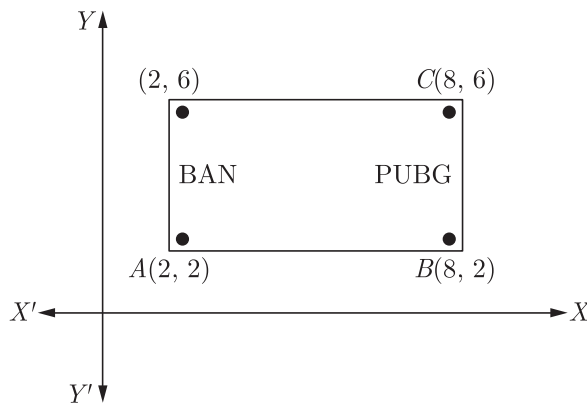 Y
(2, 6) C(8, 6)
BAN PUBG
A(2, 2) B(8, 2)
X′ X
Y′